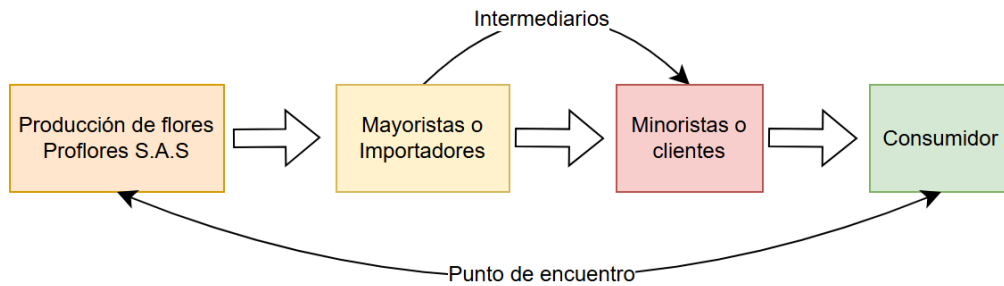 Intermediarios
Producción de flores
Proflores S.A.S
Mayoristas o
Importadores
Minoristas o
clientes
Consumidor
Punto de encuentro